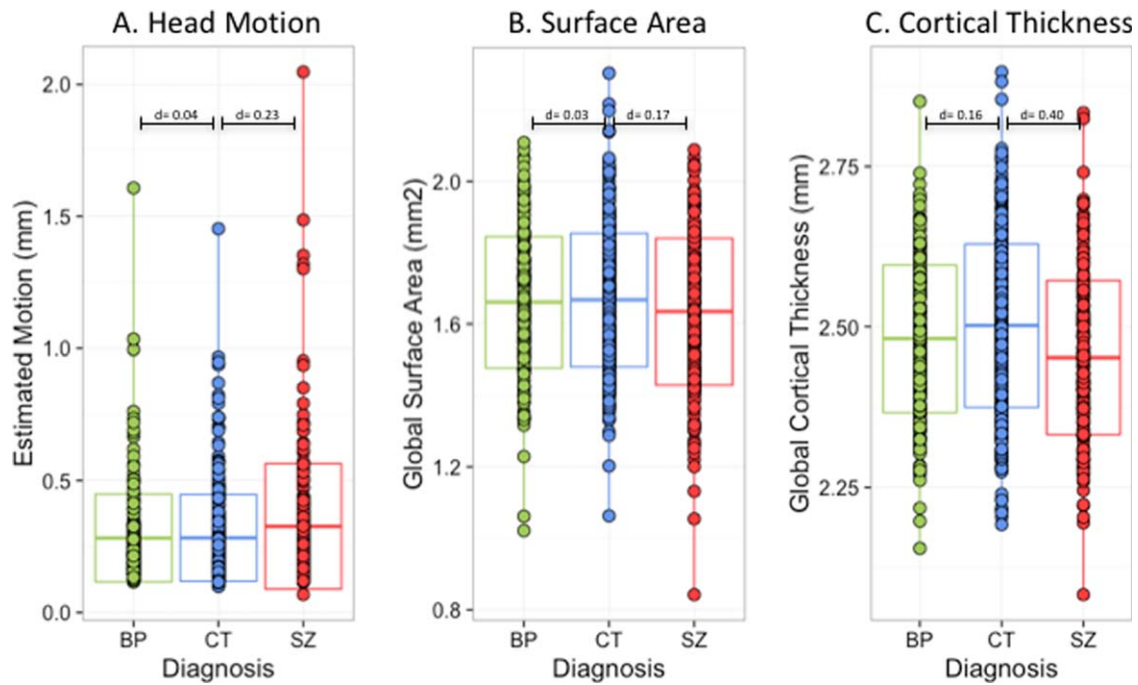 A. Head Motion
Estimated Motion (mm)
2.0
1.5
1.0
0.5
0.0
d= 0.04
d= 0.23
BP
CT
SZ
Diagnosis
B. Surface Area
Global Surface Area (mm2)
2.0
1.6
1.2
0.8
d= 0.03
d= 0.17
BP
CT
SZ
Diagnosis
C. Cortical Thickness
Global Cortical Thickness (mm)
2.75
2.50
2.25
d= 0.16
d= 0.40
BP
CT
SZ
Diagnosis